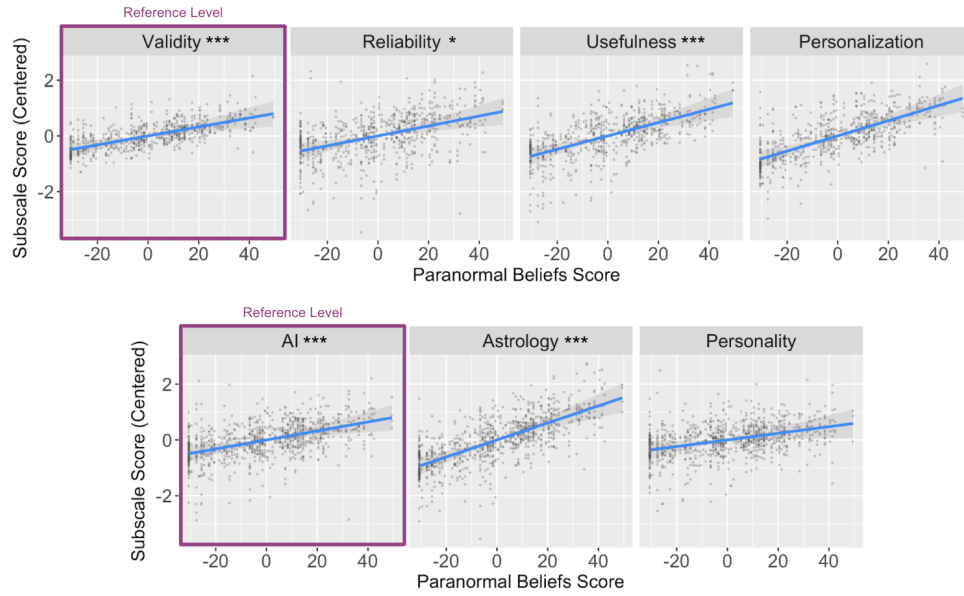 Reference Level
Validity *** Reliability * Usefulness *** Personalization
Subscale Score (Centered)
2
0
-2
-20 0 20 40 -20 0 20 40 -20 0 20 40 -20 0 20 40
Paranormal Beliefs Score
Reference Level
AI *** Astrology *** Personality
Subscale Score (Centered)
2
0
-2
-20 0 20 40 -20 0 20 40 -20 0 20 40
Paranormal Beliefs Score